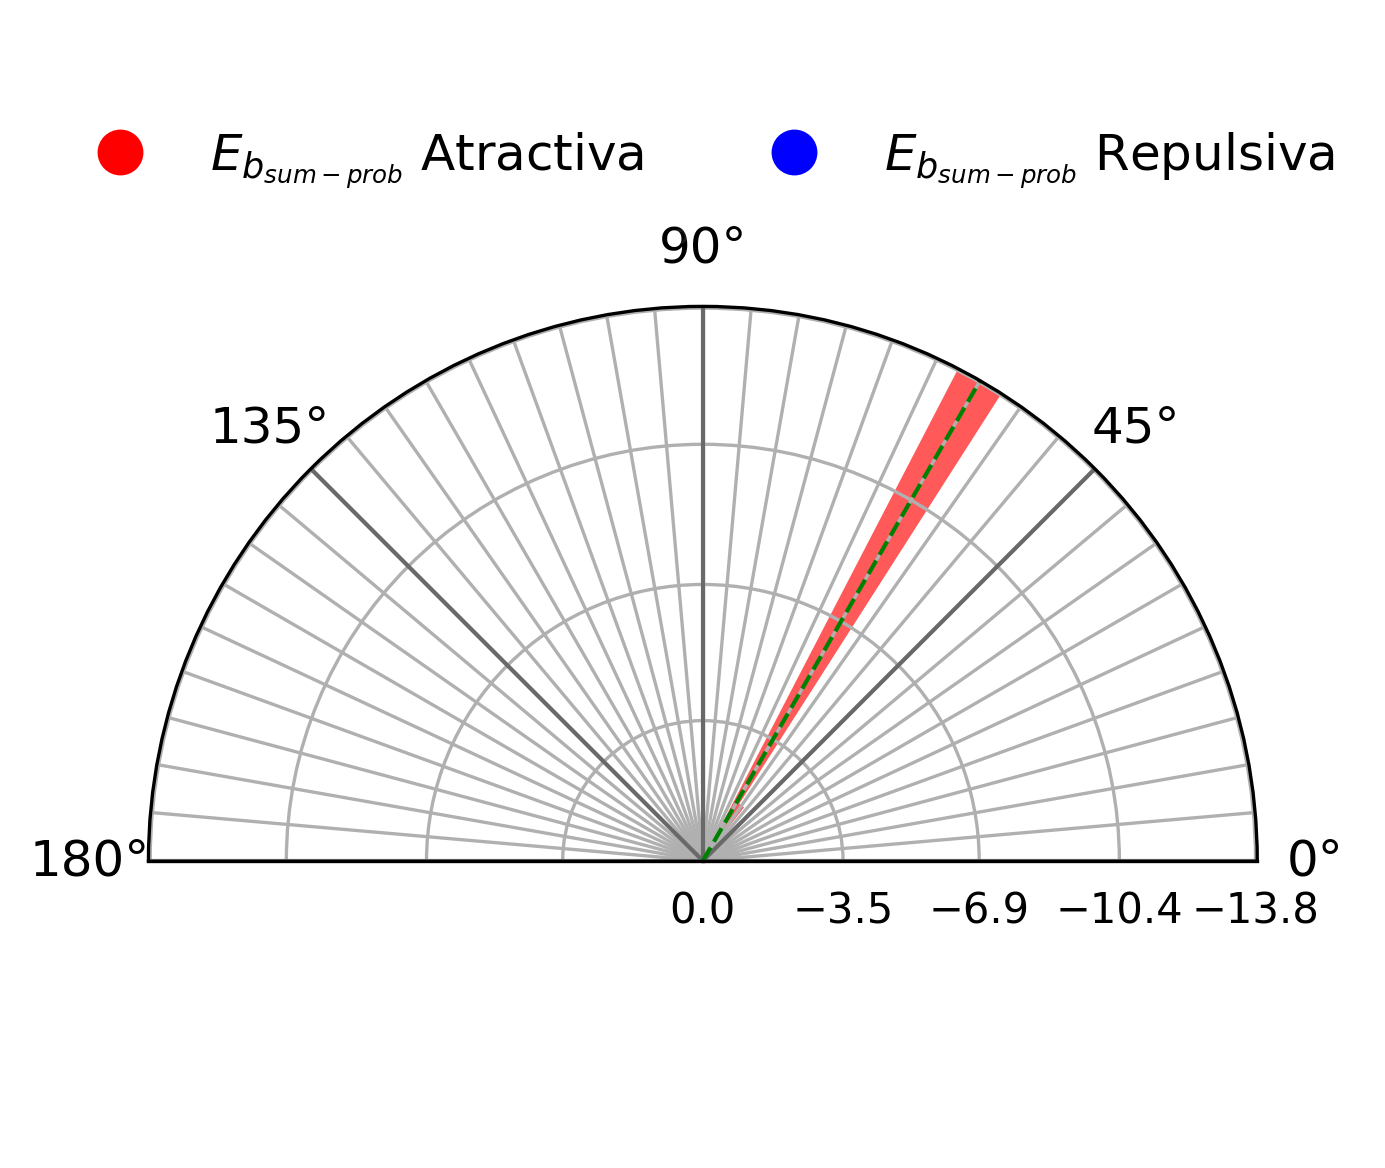 E_{b_{sum−prob}} Atractiva E_{b_{sum−prob}} Repulsiva
90°
135° 45°
180° 0°
0.0 −3.5 −6.9 −10.4 −13.8